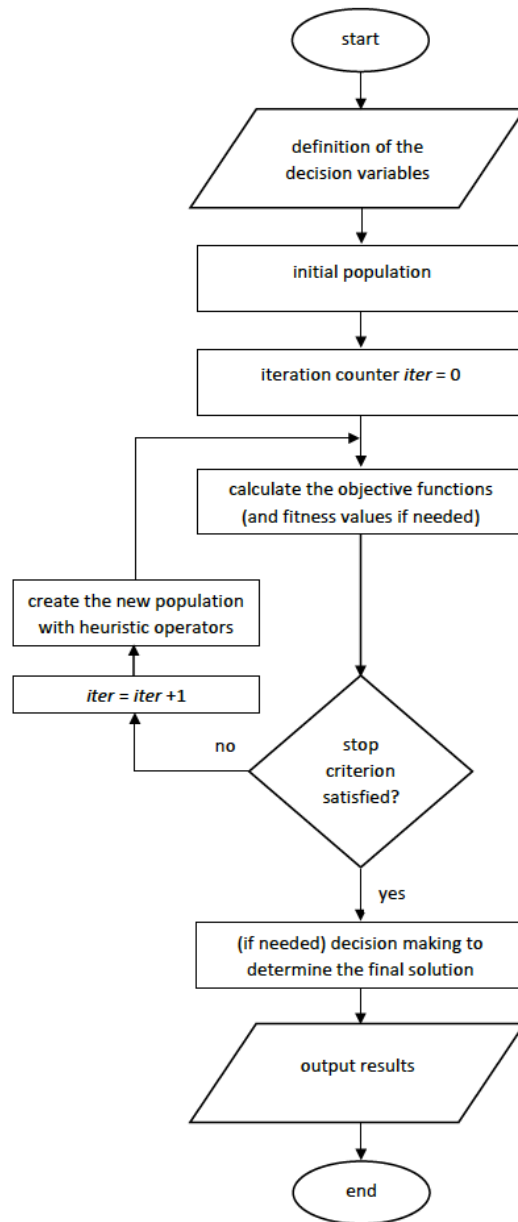 start
definition of the
decision variables
initial population
iteration counter iter = 0
calculate the objective functions
(and fitness values if needed)
create the new population
with heuristic operators
iter = iter +1
no
stop
criterion
satisfied?
yes
(if needed) decision making to
determine the final solution
output results
end